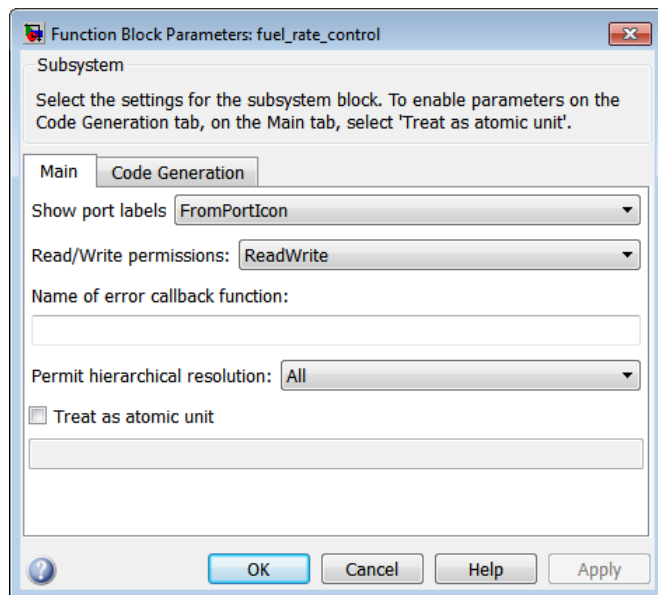 Function Block Parameters: fuel_rate_control
Subsystem
Select the settings for the subsystem block. To enable parameters on the
Code Generation tab, on the Main tab, select 'Treat as atomic unit'.
Main Code Generation
Show port labels FromPortIcon
Read/Write permissions: ReadWrite
Name of error callback function:
Permit hierarchical resolution: All
Treat as atomic unit
? OK Cancel Help Apply